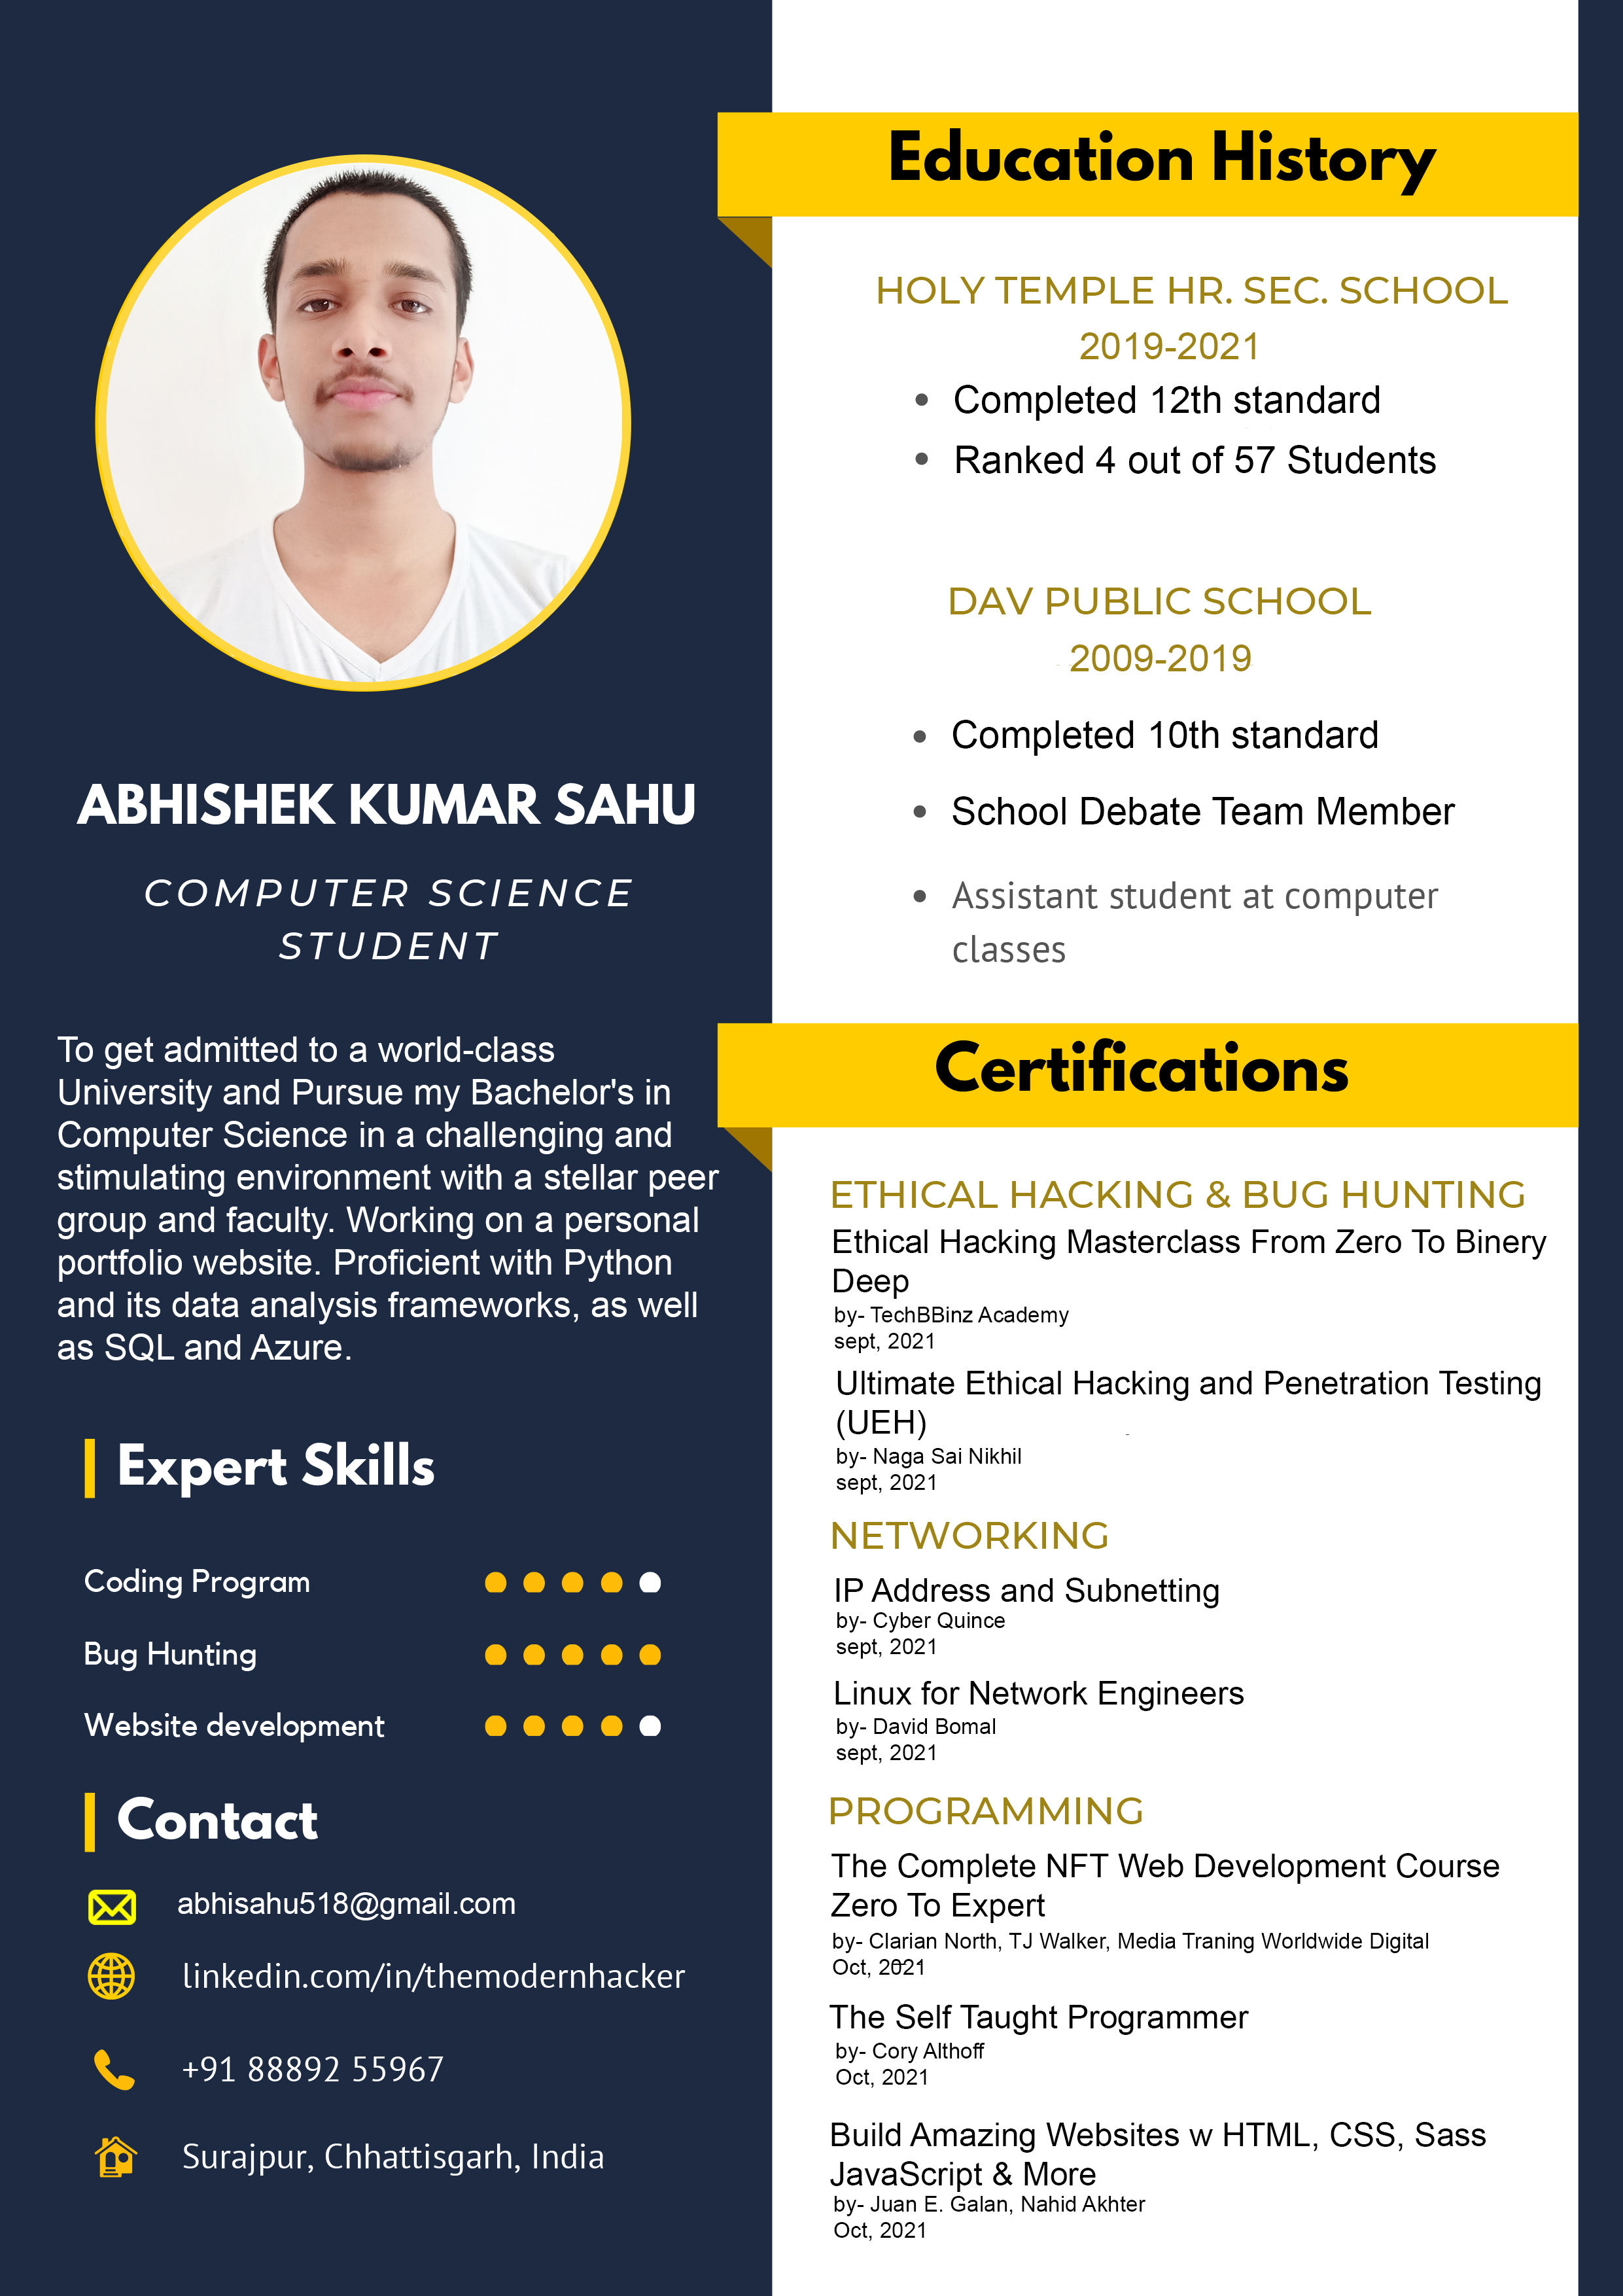 ABHISHEK KUMAR SAHU
COMPUTER SCIENCE
STUDENT
To get admitted to a world-class
University and Pursue my Bachelor's in
Computer Science in a challenging and
stimulating environment with a stellar peer
group and faculty. Working on a personal
portfolio website. Proficient with Python
and its data analysis frameworks, as well
as SQL and Azure.
Expert Skills
Coding Program
Bug Hunting
Website development
Contact
abhisahu518@gmail.com
linkedin.com/in/themodernhacker
+91 88892 55967
Surajpur, Chhattisgarh, India
Education History
HOLY TEMPLE HR. SEC. SCHOOL
2019-2021
• Completed 12th standard
• Ranked 4 out of 57 Students
DAV PUBLIC SCHOOL
2009-2019
• Completed 10th standard
• School Debate Team Member
• Assistant student at computer
classes
Certifications
ETHICAL HACKING & BUG HUNTING
Ethical Hacking Masterclass From Zero To Binery
Deep
by- TechBBinz Academy
sept, 2021
Ultimate Ethical Hacking and Penetration Testing
(UEH)
by- Naga Sai Nikhil
sept, 2021
NETWORKING
IP Address and Subnetting
by- Cyber Quince
sept, 2021
Linux for Network Engineers
by- David Bomal
sept, 2021
PROGRAMMING
The Complete NFT Web Development Course
Zero To Expert
by- Clarian North, TJ Walker, Media Traning Worldwide Digital
Oct, 2021
The Self Taught Programmer
by- Cory Althoff
Oct, 2021
Build Amazing Websites w HTML, CSS, Sass
JavaScript & More
by- Juan E. Galan, Nahid Akhter
Oct, 2021